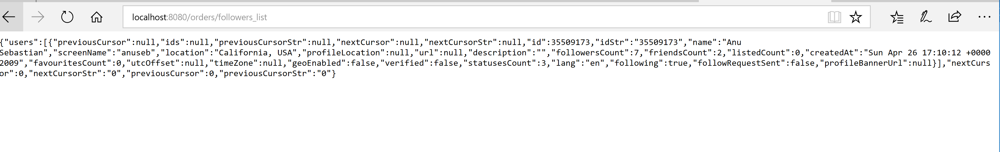 localhost:8080/orders/followers_list
{"users":[{"previousCursor":null,"ids":null,"previousCursorStr":null,"nextCursor":null,"nextCursorStr":null,"id":35509173,"idStr":"35509173","name":"Anu
Sebastian","screenName":"anuseb","location":"California, USA","profileLocation":null,"url":null,"description":"","followersCount":7,"friendsCount":2,"listedCount":0,"createdAt":"Sun Apr 26 17:10:12 +0000
2009","favouritesCount":0,"utcOffset":null,"timeZone":null,"geoEnabled":false,"verified":false,"statusesCount":3,"lang":"en","following":true,"followRequestSent":false,"profileBannerUrl":null}],"nextCurs
or":0,"nextCursorStr":"0","previousCursor":0,"previousCursorStr":"0"}